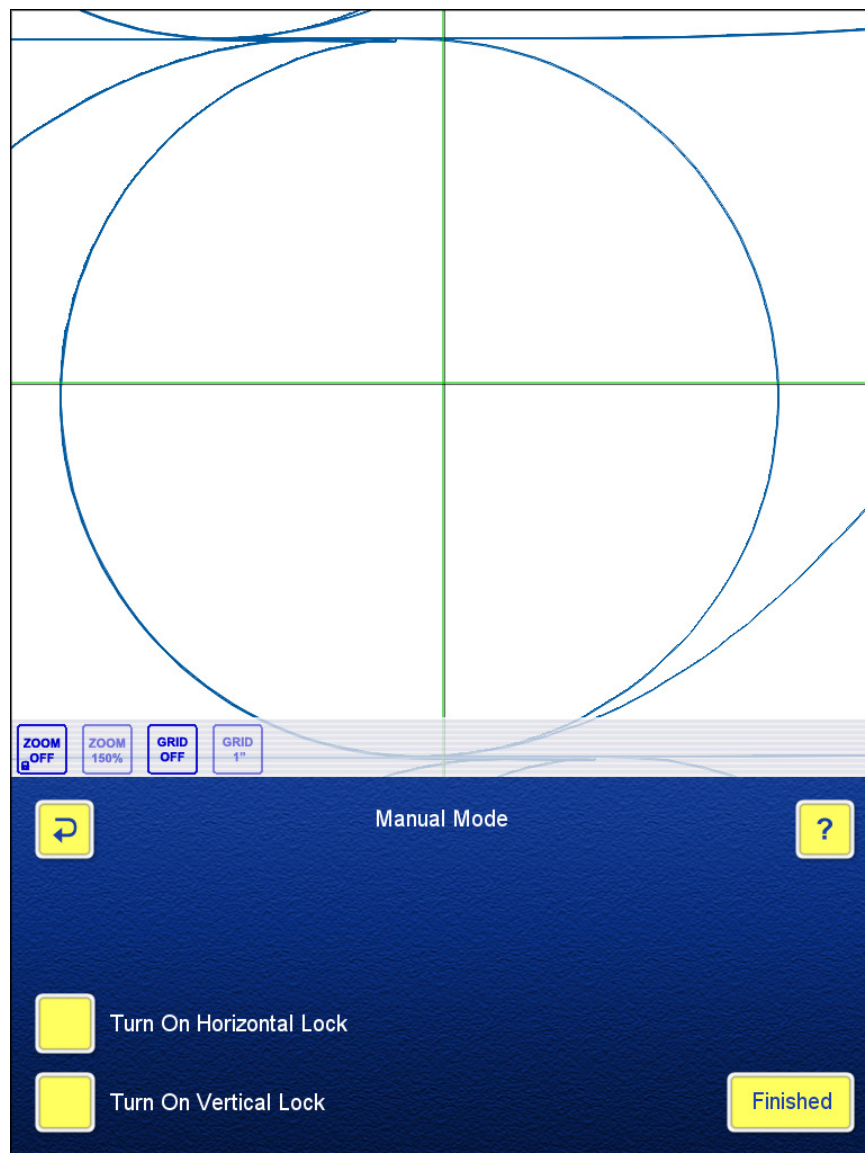 ZOOM
OFF
ZOOM
150%
GRID
OFF
GRID
1"
Manual Mode
?
Turn On Horizontal Lock
Turn On Vertical Lock
Finished